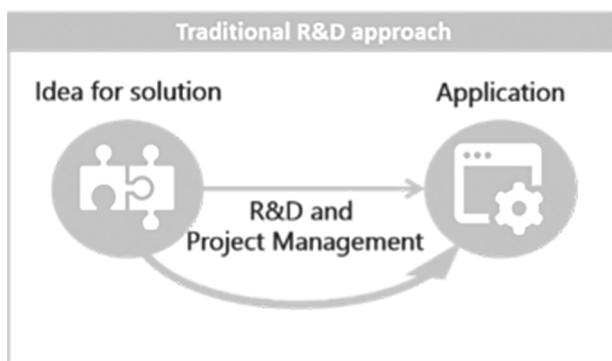 Traditional R&D approach
Idea for solution
Application
R&D and
Project Management